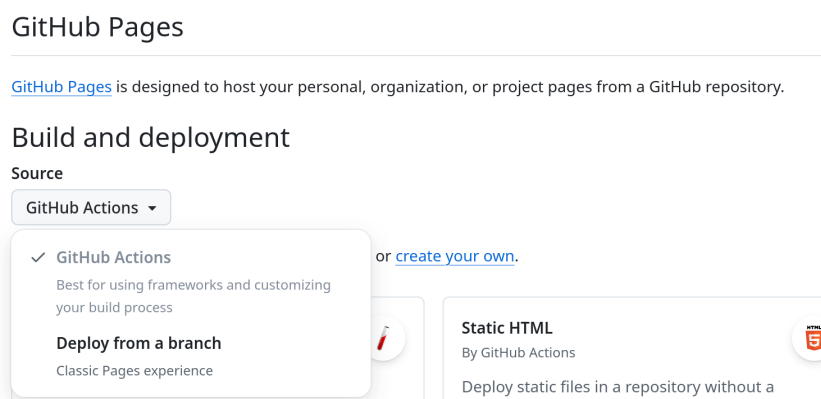 GitHub Pages
GitHub Pages is designed to host your personal, organization, or project pages from a GitHub repository.
Build and deployment
Source
GitHub Actions
GitHub Actions
Best for using frameworks and customizing
your build process
Deploy from a branch
Classic Pages experience
or create your own.
Static HTML
By GitHub Actions
Deploy static files in a repository without a
HTML
5